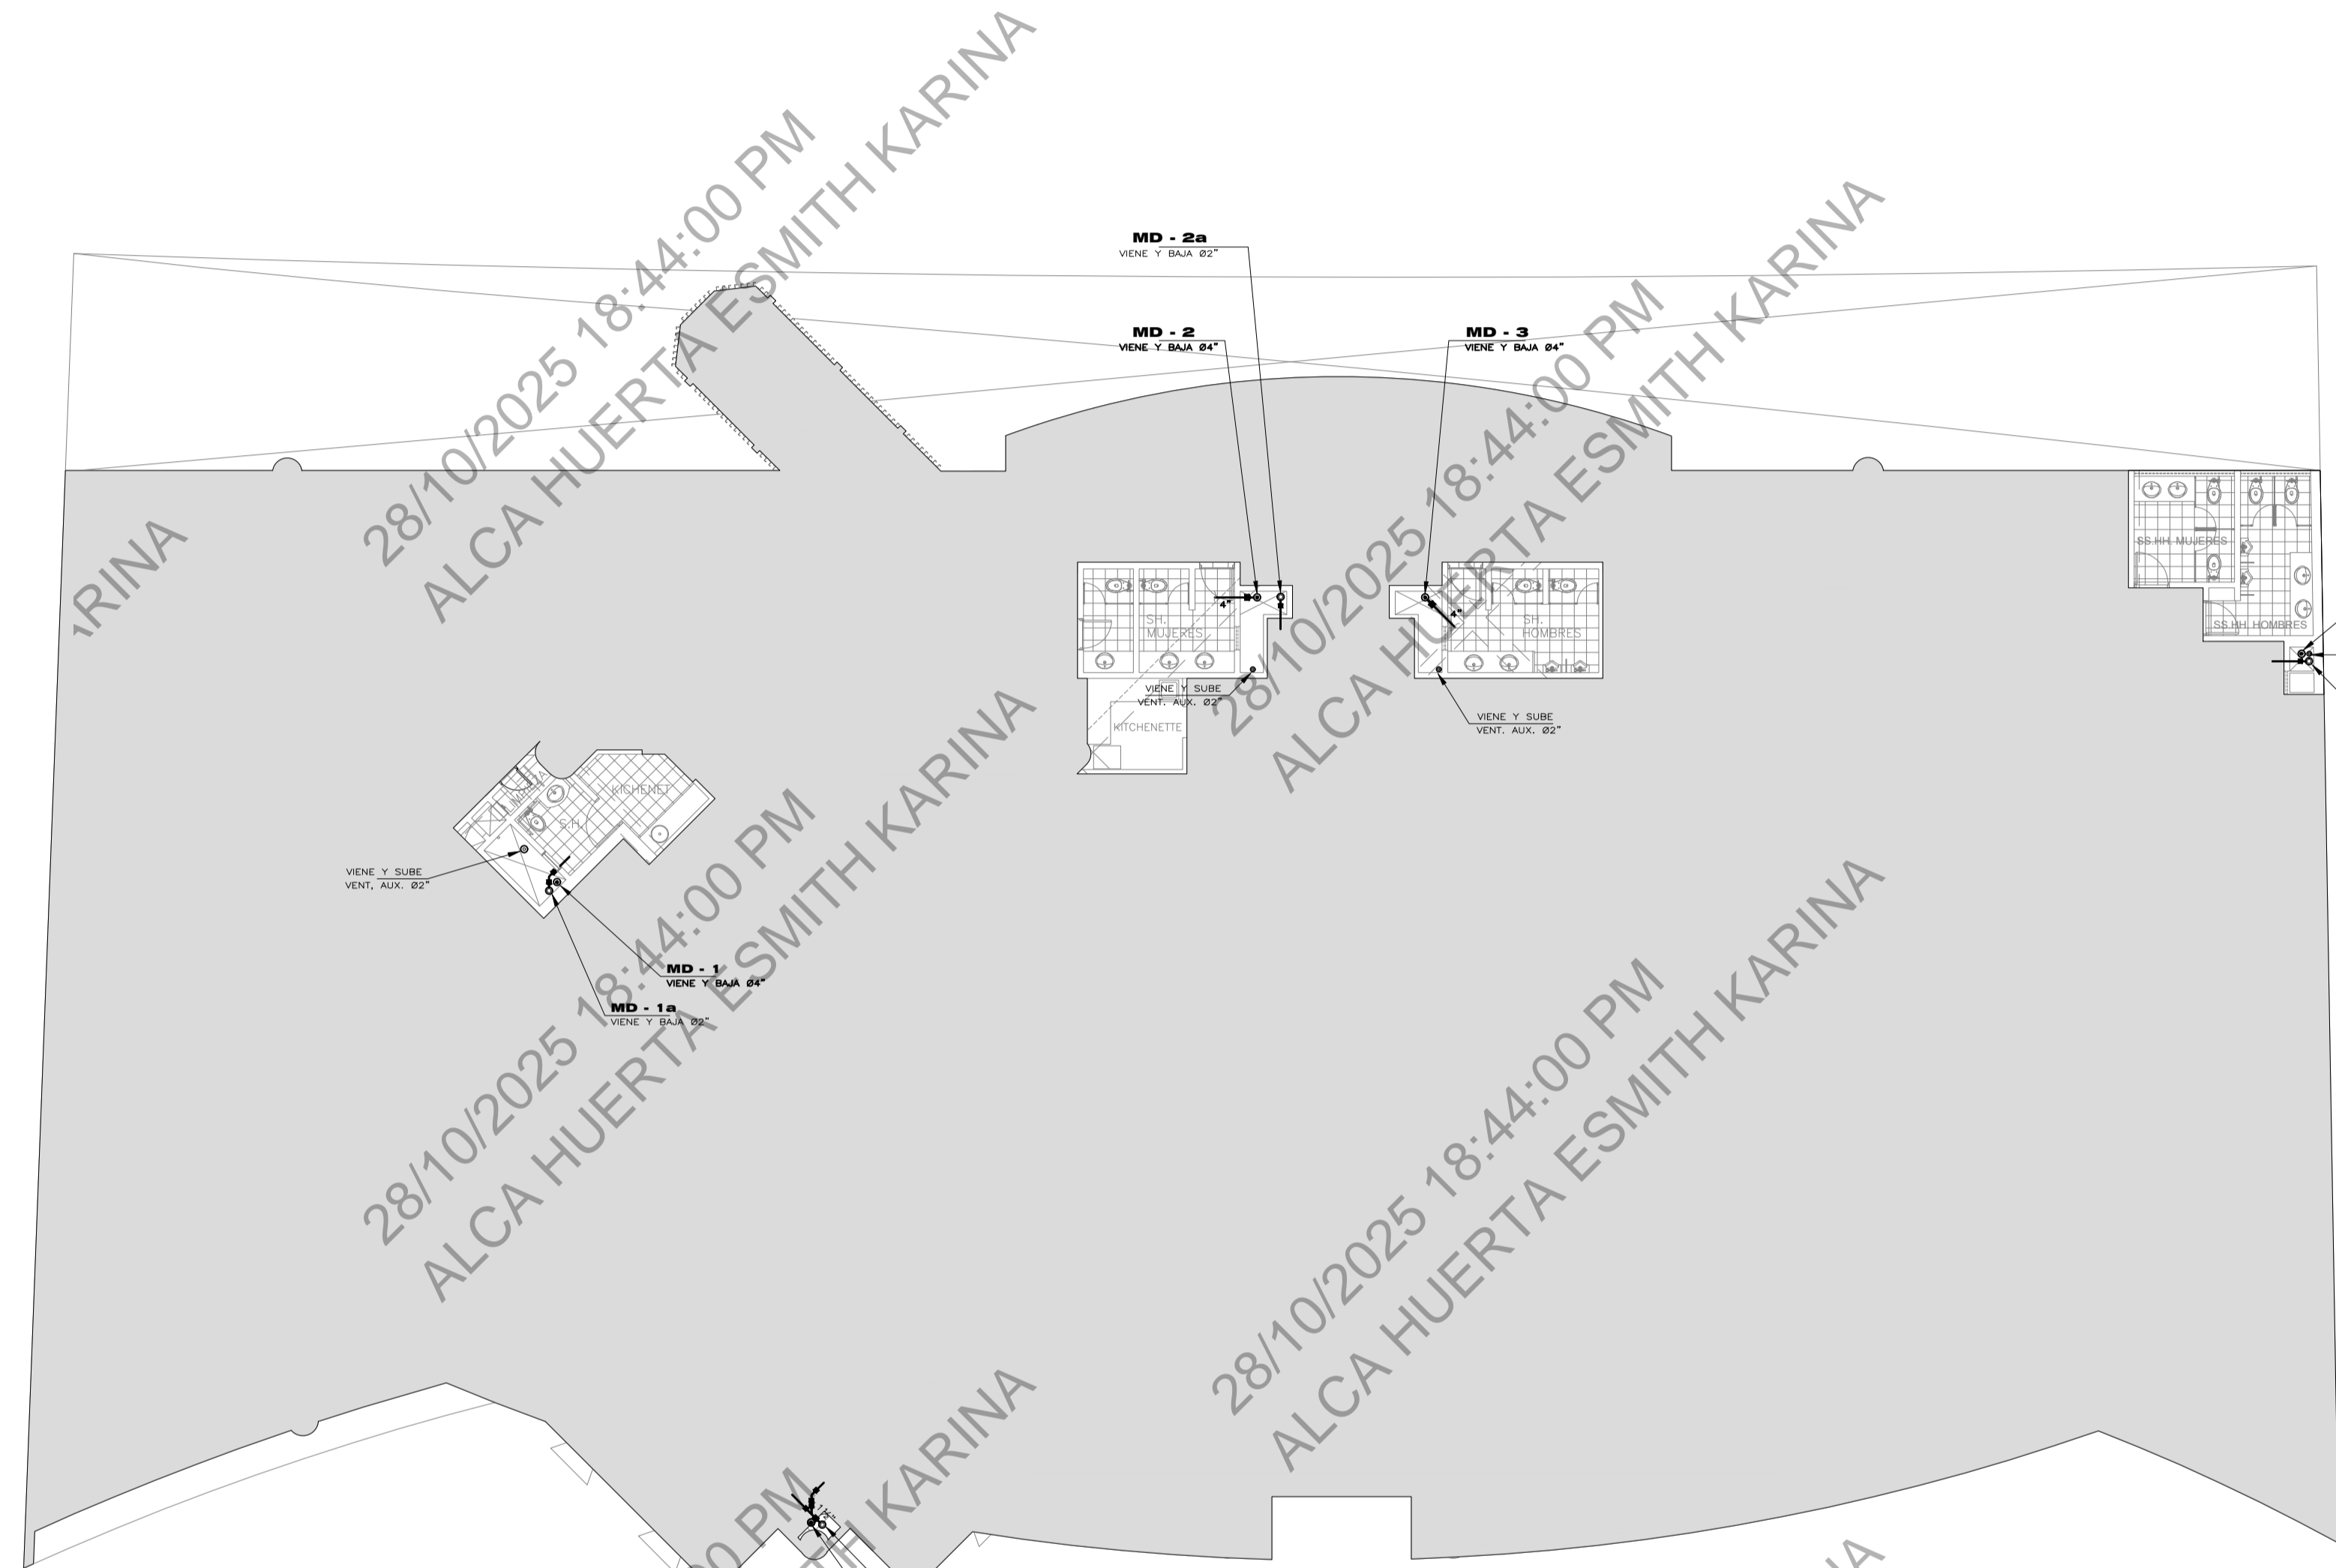 28/10/2025 18:44:00 PM
ALCA HUERTA ESMITH KARINA
28/10/2025 18:44:00 PM
ALCA HUERTA ESMITH KARINA
MD - 2a
VIENE Y BAJA Ø2"
MD - 2
VIENE Y BAJA Ø4"
MD - 3
VIENE Y BAJA Ø4"
ARINA
SS.HH. MUJERES
SS.HH. HOMBRES
4"
SH.
MUJERES
4"
SH.
HOMBRES
VIENE Y SUBE
VENT. AUX. Ø2"
KITCHENETTE
VIENE Y SUBE
VENT. AUX. Ø2"
LIMPIEZA
KICHENET
S.H.
VIENE Y SUBE
VENT, AUX. Ø2"
MD - 1
VIENE Y BAJA Ø4"
MD - 1a
VIENE Y BAJA Ø2"
28/10/2025 18:44:00 PM
ALCA HUERTA ESMITH KARINA
28/10/2025 18:44:00 PM
ALCA HUERTA ESMITH KARINA
00 PM
TH KARINA